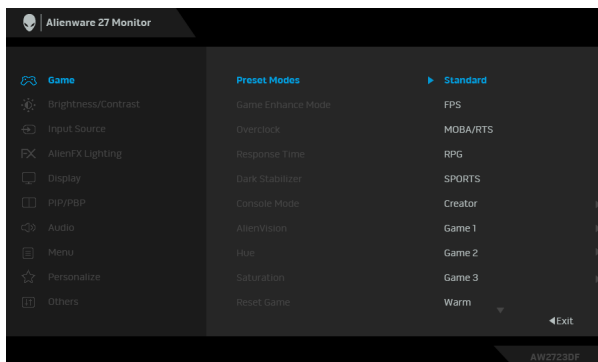 Alienware 27 Monitor
Game
Brightness/Contrast
Input Source
AlienFX Lighting
Display
PIP/PBP
Audio
Menu
Personalize
Others
Preset Modes
Game Enhance Mode
Overclock
Response Time
Dark Stabilizer
Console Mode
AlienVision
Hue
Saturation
Reset Game
Standard
FPS
MOBA/RTS
RPG
SPORTS
Creator
Game 1
Game 2
Game 3
Warm
Exit
AW2723DF